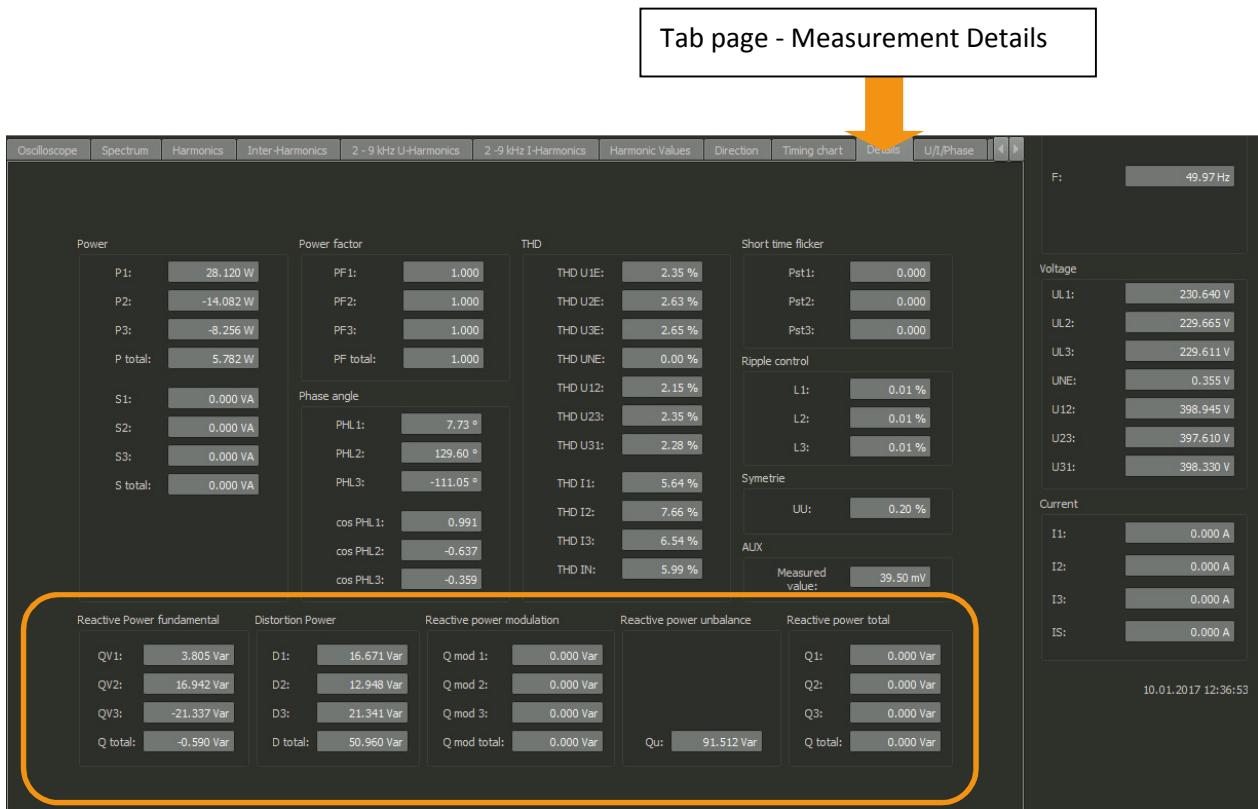 Tab page - Measurement Details
Oscilloscope Spectrum Harmonics Inter-Harmonics 2 - 9 kHz U-Harmonics 2 -9 kHz I-Harmonics Harmonic Values Direction Timing chart Details U/I/Phase
Power
P1: 28.120 W
P2: -14.082 W
P3: -8.256 W
P total: 5.782 W
S1: 0.000 VA
S2: 0.000 VA
S3: 0.000 VA
S total: 0.000 VA
Power factor
PF1: 1.000
PF2: 1.000
PF3: 1.000
PF total: 1.000
Phase angle
PHL1: 7.73 °
PHL2: 129.60 °
PHL3: -111.05 °
cos PHL1: 0.991
cos PHL2: -0.637
cos PHL3: -0.359
THD
THD U1E: 2.35 %
THD U2E: 2.63 %
THD U3E: 2.65 %
THD UNE: 0.00 %
THD U12: 2.15 %
THD U23: 2.35 %
THD U31: 2.28 %
THD I1: 5.64 %
THD I2: 7.66 %
THD I3: 6.54 %
THD IN: 5.99 %
Short time flicker
Pst1: 0.000
Pst2: 0.000
Pst3: 0.000
Ripple control
L1: 0.01 %
L2: 0.01 %
L3: 0.01 %
Symetrie
UU: 0.20 %
AUX
Measured
value: 39.50 mV
Reactive Power fundamental
QV1: 3.805 Var
QV2: 16.942 Var
QV3: -21.337 Var
Q total: -0.590 Var
Distortion Power
D1: 16.671 Var
D2: 12.948 Var
D3: 21.341 Var
D total: 50.960 Var
Reactive power modulation
Q mod 1: 0.000 Var
Q mod 2: 0.000 Var
Q mod 3: 0.000 Var
Q mod total: 0.000 Var
Reactive power unbalance
Qu: 91.512 Var
Reactive power total
Q1: 0.000 Var
Q2: 0.000 Var
Q3: 0.000 Var
Q total: 0.000 Var
F: 49.97 Hz
Voltage
UL1: 230.640 V
UL2: 229.665 V
UL3: 229.611 V
UNE: 0.355 V
U12: 398.945 V
U23: 397.610 V
U31: 398.330 V
Current
I1: 0.000 A
I2: 0.000 A
I3: 0.000 A
IS: 0.000 A
10.01.2017 12:36:53